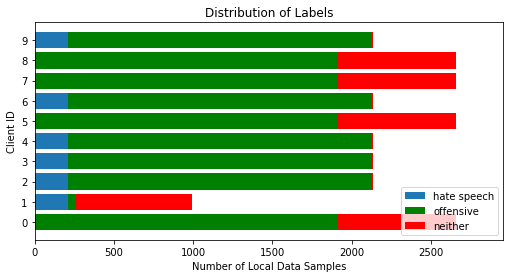 Distribution of Labels
Client ID
9
8
7
6
5
4
3
2
1
0
hate speech
offensive
neither
0 500 1000 1500 2000 2500
Number of Local Data Samples